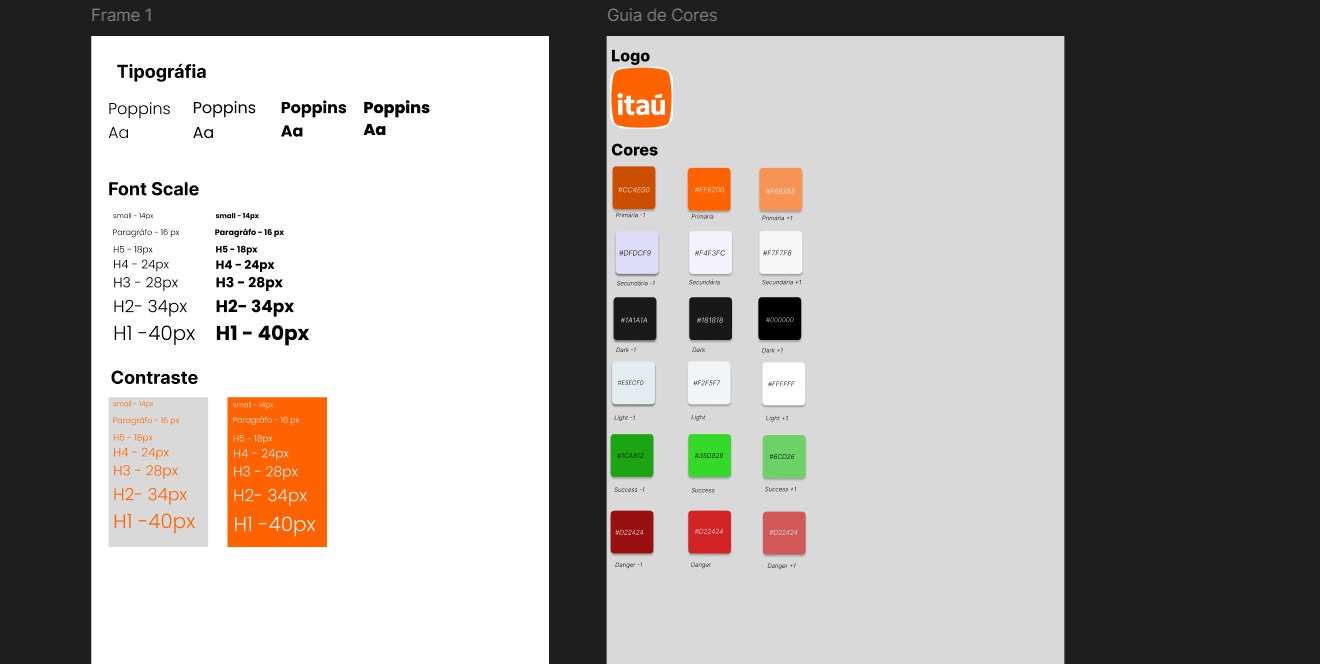 Frame 1
Tipográfia
Poppins Poppins Poppins Poppins
Aa Aa Aa Aa
Font Scale
small - 14px small - 14px
Paragráfo - 16 px Paragráfo - 16 px
H5 - 18px H5 - 18px
H4 - 24px H4 - 24px
H3 - 28px H3 - 28px
H2- 34px H2- 34px
H1 -40px H1 - 40px
Contraste
small - 14px small - 14px
Paragráfo - 16 px Paragráfo - 16 px
H5 - 18px H5 - 18px
H4 - 24px H4 - 24px
H3 - 28px H3 - 28px
H2- 34px H2- 34px
H1 -40px H1 -40px
Guia de Cores
Logo
itaú
Cores
#CC4E00 #FF6200 #F69355
Primária -1 Primária Primária +1
#DFDCF9 #F4F3FC #F7F7F8
Secundária -1 Secundária Secundária +1
#1A1A1A #181818 #000000
Dark -1 Dark Dark +1
#E5ECF0 #F2F5F7 #FFFFFF
Light -1 Light Light +1
#1CA512 #35D929 #6CD26
Success -1 Success Success +1
#D22424 #D22424 #D22424
Danger -1 Danger Danger +1